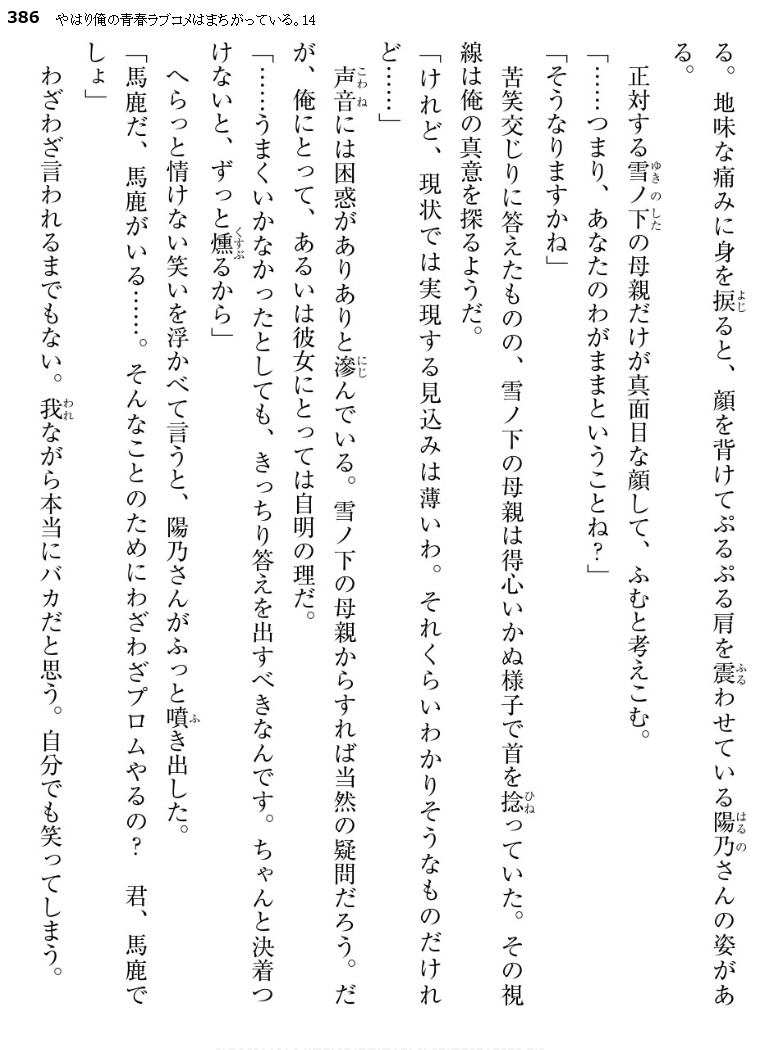 386 やはり俺の青春ラブコメはまちがっている。14
る。地味な痛みに身を捩ると、顔を背けてぷるぷる肩を震わせている陽乃さんの姿があ
る。
正対する雪ノ下の母親だけが真面目な顔して、ふむと考えこむ。
「……つまり、あなたのわがままということね?」
「そうなりますかね」
苦笑交じりに答えたものの、雪ノ下の母親は得心いかぬ様子で首を捻っていた。その視
線は俺の真意を探るようだ。
「けれど、現状では実現する見込みは薄いわ。それくらいわかりそうなものだけれ
ど……」
声音には困惑がありありと滲んでいる。雪ノ下の母親からすれば当然の疑問だろう。だ
が、俺にとって、あるいは彼女にとっては自明の理だ。
「……うまくいかなかったとしても、きっちり答えを出すべきなんです。ちゃんと決着つ
けないと、ずっと燻るから」
へらっと情けない笑いを浮かべて言うと、陽乃さんがふっと噴き出した。
「馬鹿だ、馬鹿がいる……。そんなことのためにわざわざプロムやるの? 君、馬鹿で
しょ」
わざわざ言われるまでもない。我ながら本当にバカだと思う。自分でも笑ってしまう。